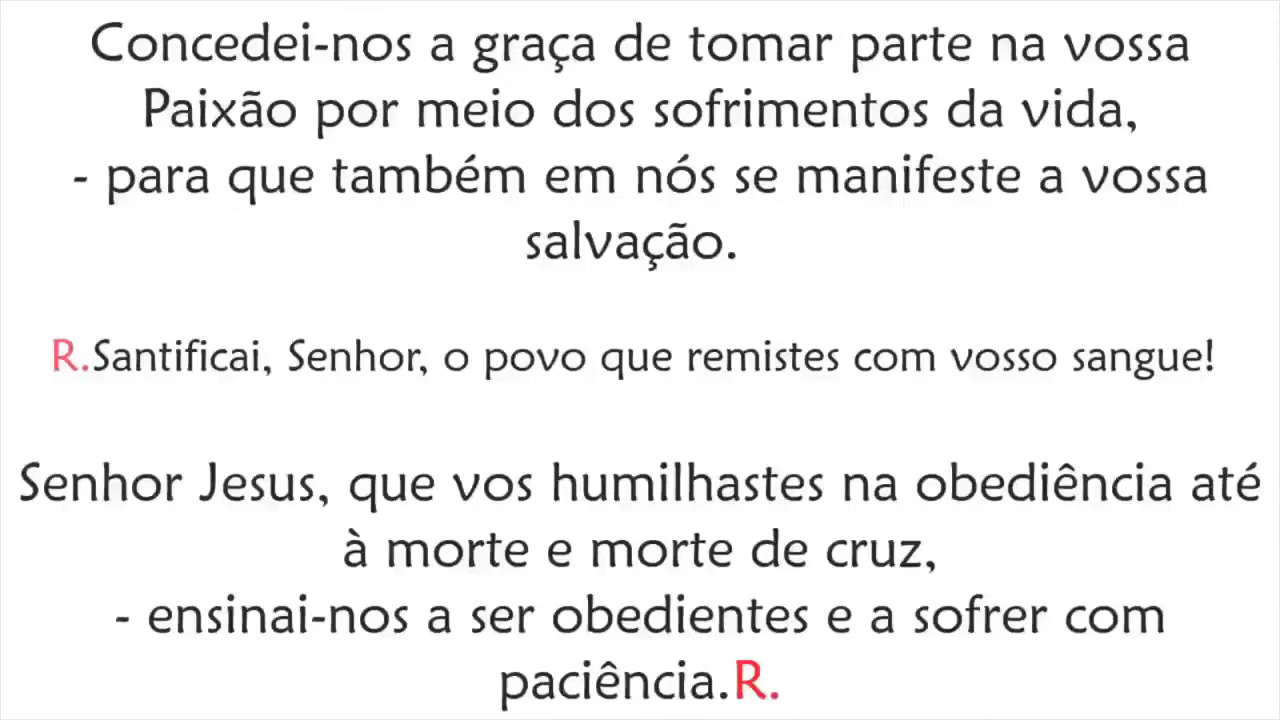 Concedei-nos a graça de tomar parte na vossa
Paixão por meio dos sofrimentos da vida,
- para que também em nós se manifeste a vossa
salvação.
R.Santificai, Senhor, o povo que remistes com vosso sangue!
Senhor Jesus, que vos humilhastes na obediência até
à morte e morte de cruz,
- ensinai-nos a ser obedientes e a sofrer com
paciência.R.